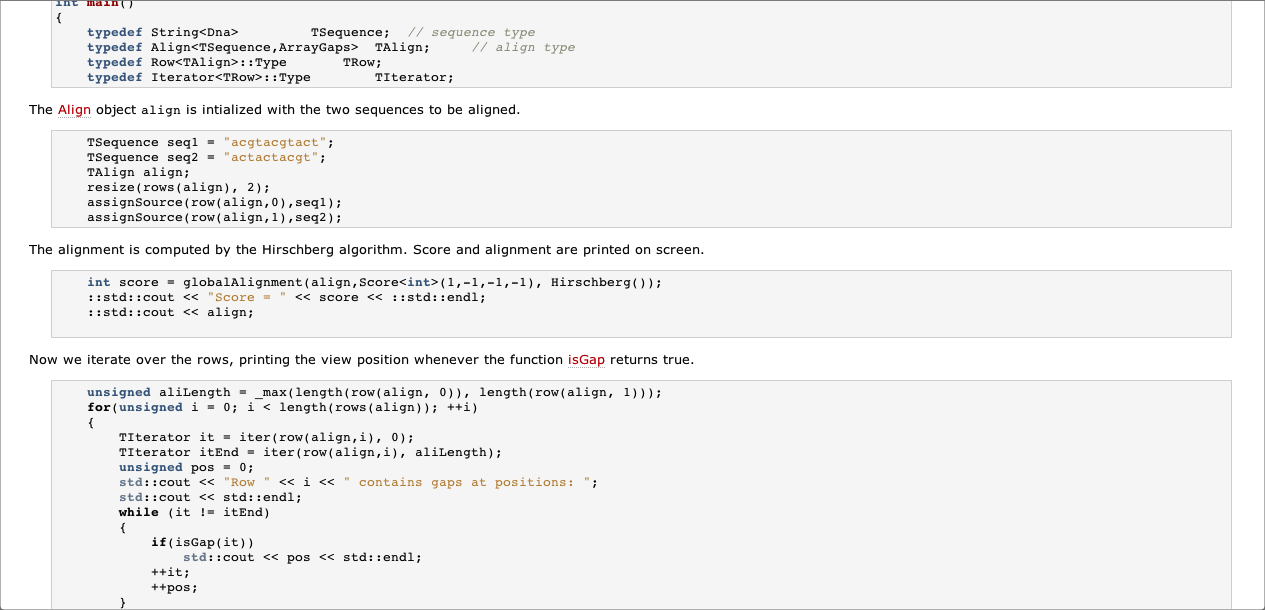 int main()
{
    typedef String<Dna>         TSequence;  // sequence type
    typedef Align<TSequence,ArrayGaps>  TAlign;     // align type
    typedef Row<TAlign>::Type       TRow;
    typedef Iterator<TRow>::Type        TIterator;
The Align object align is intialized with the two sequences to be aligned.
    TSequence seq1 = "acgtacgtact";
    TSequence seq2 = "actactacgt";
    TAlign align;
    resize(rows(align), 2);
    assignSource(row(align,0),seq1);
    assignSource(row(align,1),seq2);
The alignment is computed by the Hirschberg algorithm. Score and alignment are printed on screen.
    int score = globalAlignment(align,Score<int>(1,-1,-1,-1), Hirschberg());
    ::std::cout << "Score = " << score << ::std::endl;
    ::std::cout << align;
Now we iterate over the rows, printing the view position whenever the function isGap returns true.
    unsigned aliLength = _max(length(row(align, 0)), length(row(align, 1)));
    for(unsigned i = 0; i < length(rows(align)); ++i)
    {
        TIterator it = iter(row(align,i), 0);
        TIterator itEnd = iter(row(align,i), aliLength);
        unsigned pos = 0;
        std::cout << "Row " << i << " contains gaps at positions: ";
        std::cout << std::endl;
        while (it != itEnd)
        {
            if(isGap(it))
                std::cout << pos << std::endl;
            ++it;
            ++pos;
        }